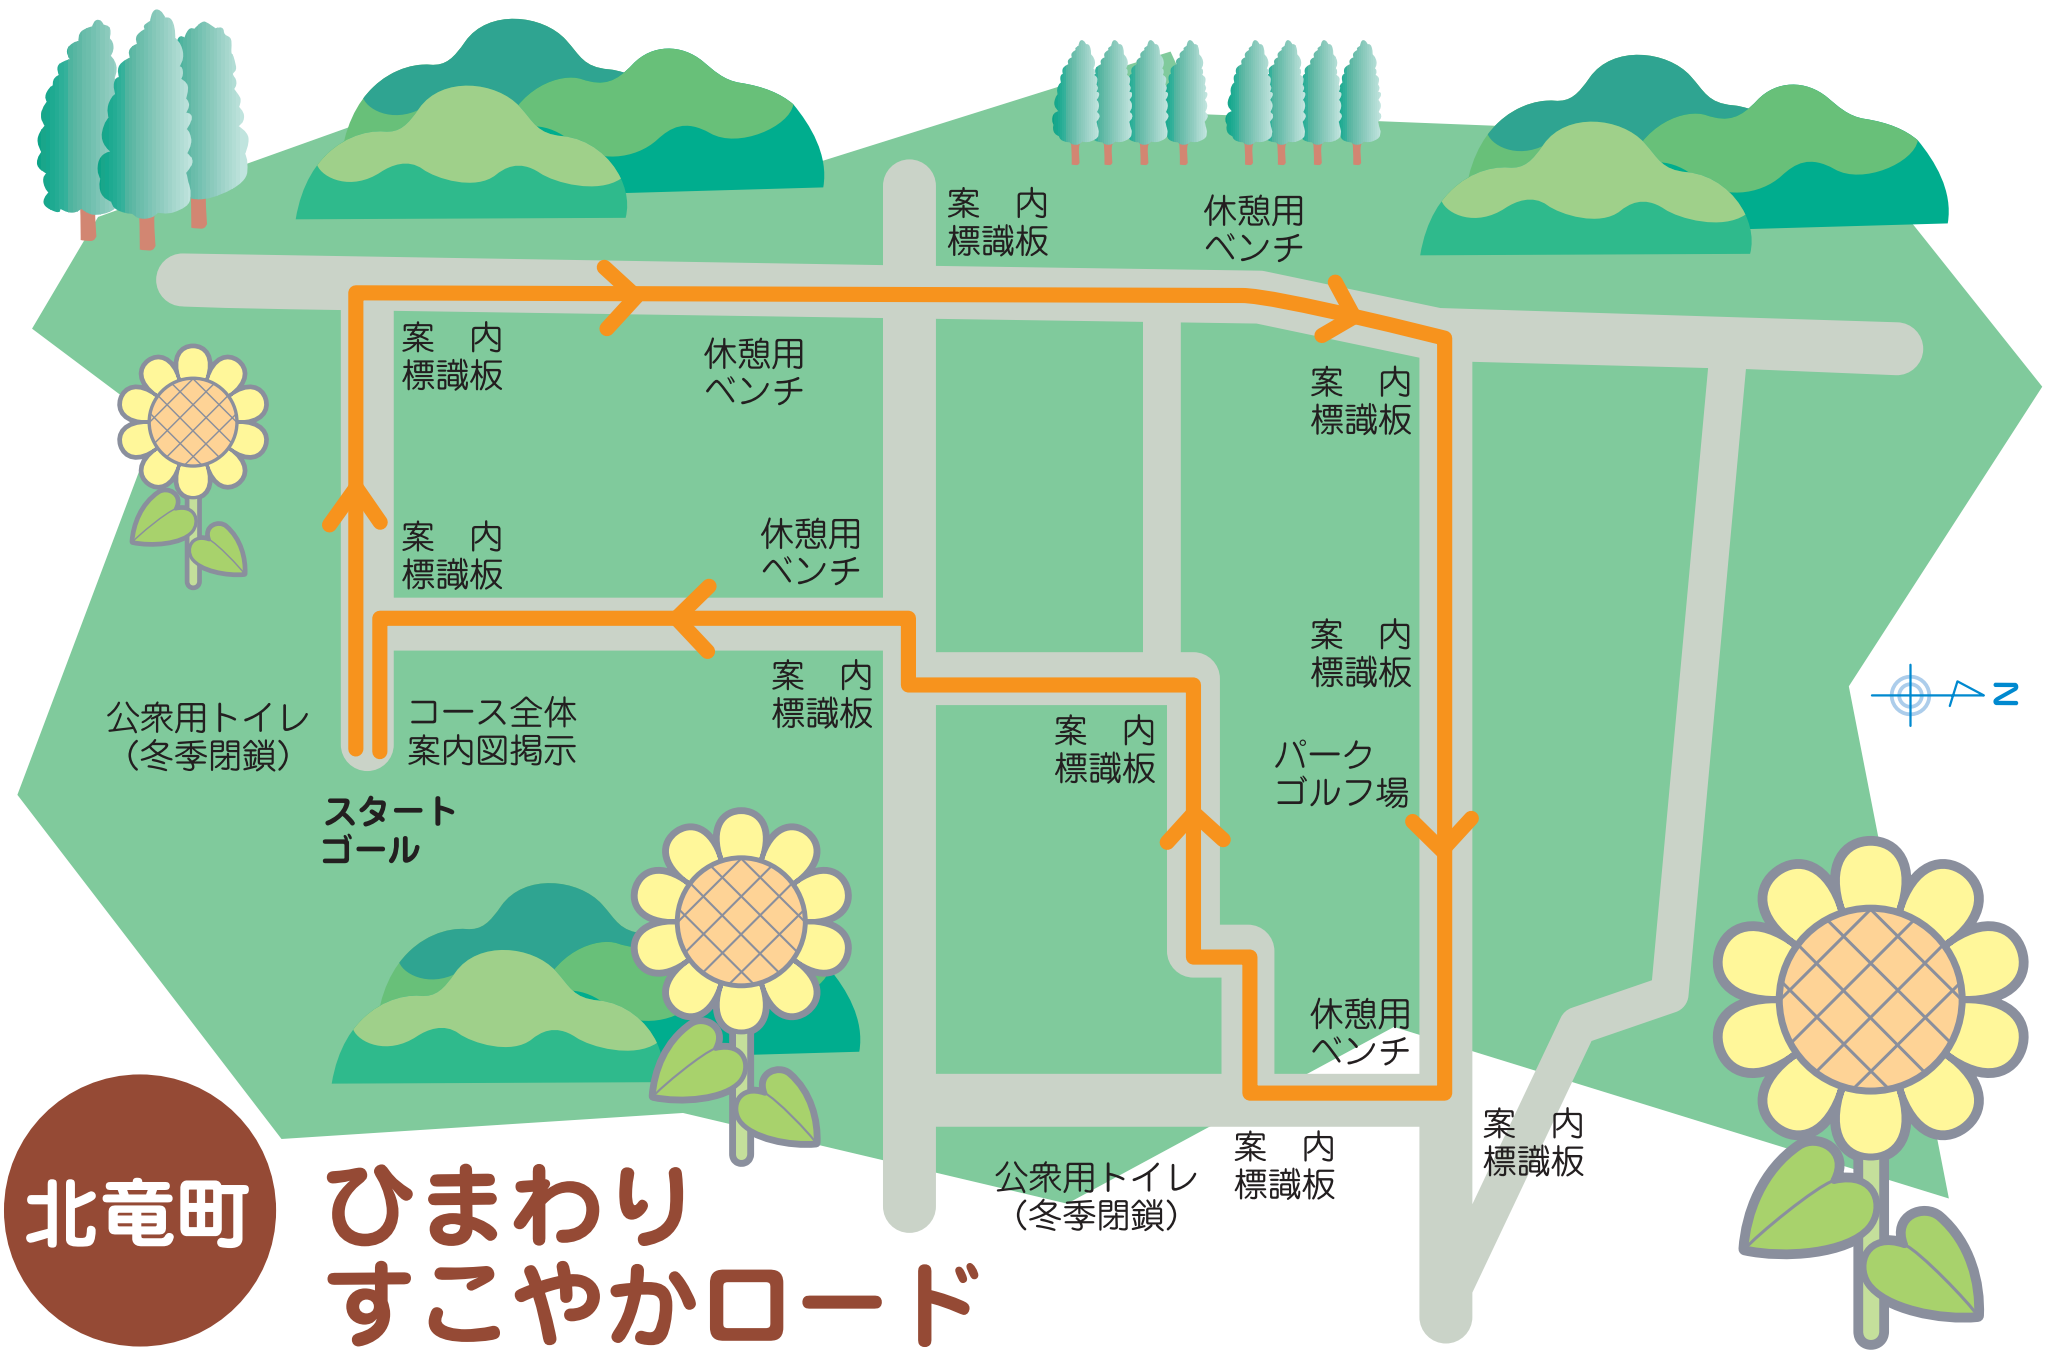 案　内
標識板
休憩用
ベンチ
案　内
標識板
休憩用
ベンチ
案　内
標識板
案　内
標識板
休憩用
ベンチ
案　内
標識板
案　内
標識板
公衆用トイレ
（冬季閉鎖）
コース全体
案内図掲示
案　内
標識板
パーク
ゴルフ場
N
スタート
ゴール
休憩用
ベンチ
案　内
標識板
案　内
標識板
公衆用トイレ
（冬季閉鎖）
北竜町
ひまわり
すこやかロード